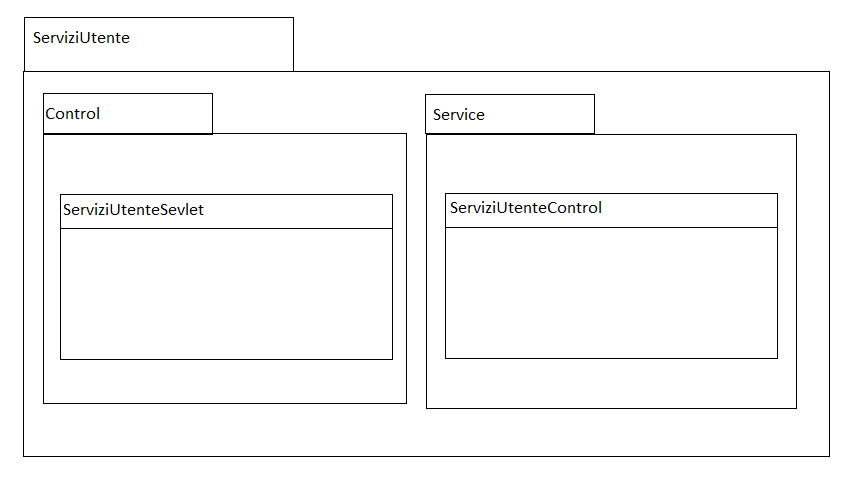 ServiziUtente
Control
Service
ServiziUtenteSevlet
ServiziUtenteControl